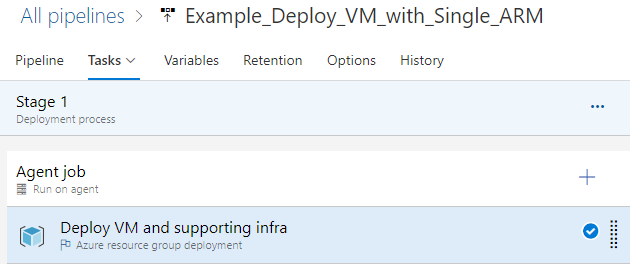 All pipelines > Example_Deploy_VM_with_Single_ARM
Pipeline Tasks Variables Retention Options History
Stage 1
Deployment process
Agent job
Run on agent
Deploy VM and supporting infra
Azure resource group deployment